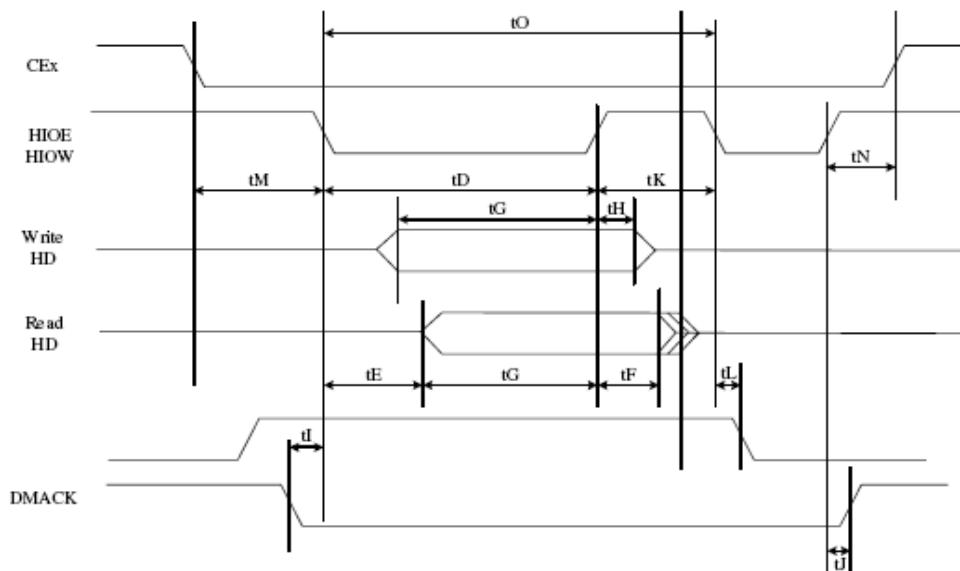 tO
CEx
HIOE
HIOW
tN
tM tD tK
tG tH
Write
HD
Read
HD
tE tG tF tL
tI
DMACK
tJ